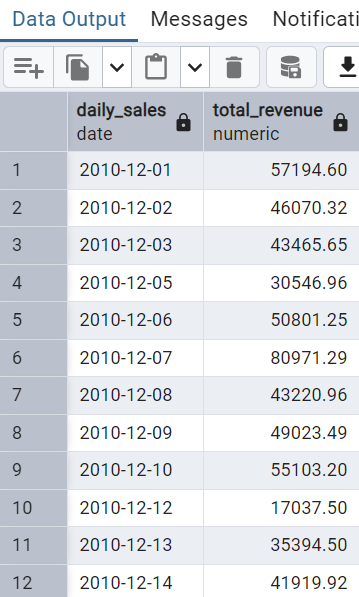 Data Output Messages Notificati
daily_sales total_revenue
date numeric
1 2010-12-01 57194.60
2 2010-12-02 46070.32
3 2010-12-03 43465.65
4 2010-12-05 30546.96
5 2010-12-06 50801.25
6 2010-12-07 80971.29
7 2010-12-08 43220.96
8 2010-12-09 49023.49
9 2010-12-10 55103.20
10 2010-12-12 17037.50
11 2010-12-13 35394.50
12 2010-12-14 41919.92